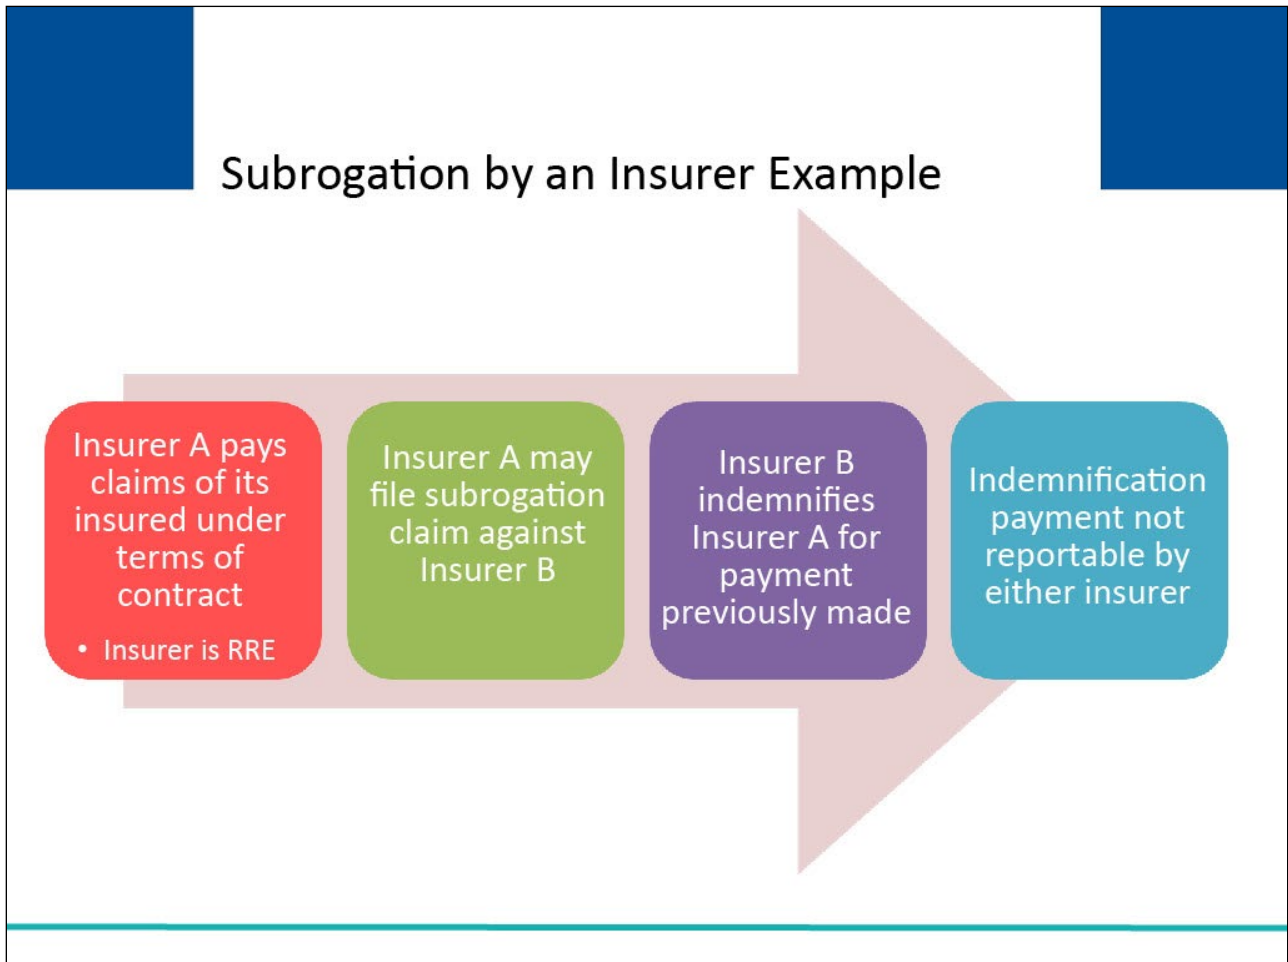 Subrogation by an Insurer Example
Insurer A pays
claims of its
insured under
terms of
contract
• Insurer is RRE
Insurer A may
file subrogation
claim against
Insurer B
Insurer B
indemnifies
Insurer A for
payment
previously made
Indemnification
payment not
reportable by
either insurer